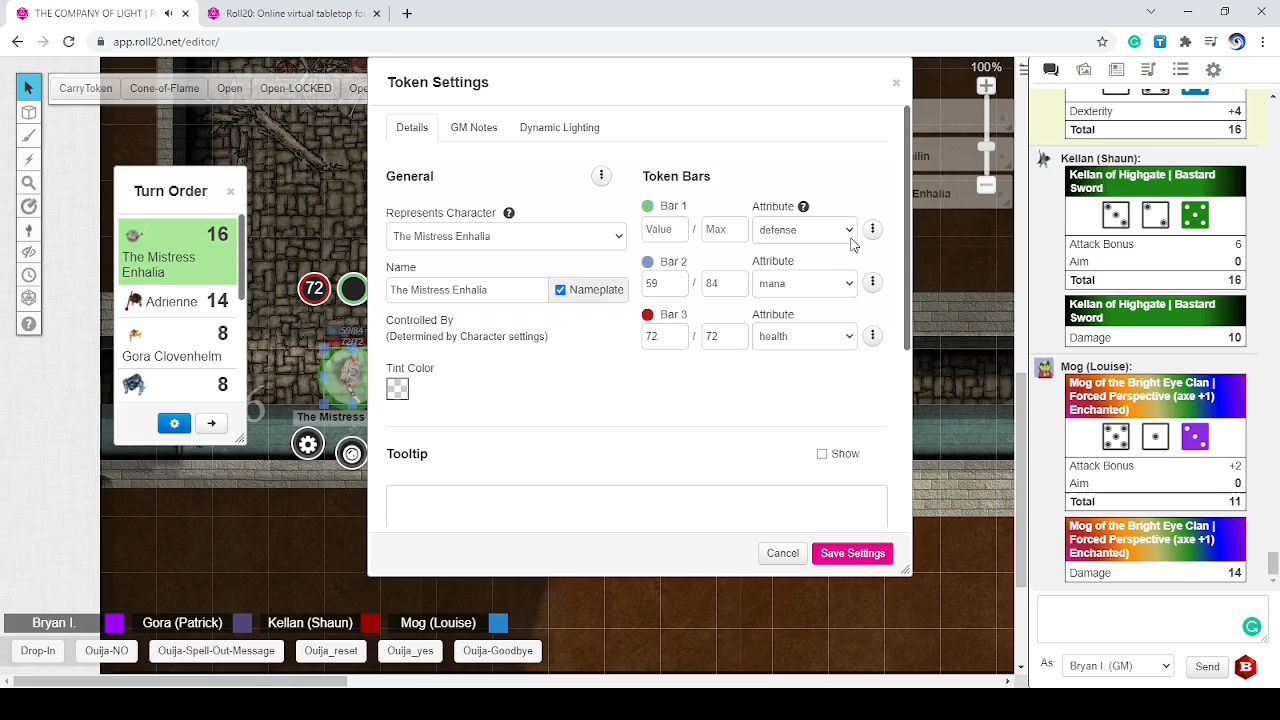 THE COMPANY OF LIGHT | R
Roll20: Online virtual tabletop fo
app.roll20.net/editor/
CarryToken Cone-of-Flame Open Open-LOCKED Ope
Token Settings
100%
Details GM Notes Dynamic Lighting
General
Represents Character
The Mistress Enhalia
Name
The Mistress Enhalia Nameplate
Controlled By
(Determined by Character settings)
Tint Color
Token Bars
Bar 1 Attribute
Value / Max defense
Bar 2 Attribute
59 / 84 mana
Bar 3 Attribute
72 / 72 health
Tooltip Show
Cancel Save Settings
Turn Order
The Mistress Enhalia 16
Adrienne 14
8
Gora Clovenhelm
8
72
59/84
72/72
The Mistress
6
ilin
Enhalia
Dexterity +4
Total 16
Kellan (Shaun):
Kellan of Highgate | Bastard
Sword
Attack Bonus 6
Aim 0
Total 16
Kellan of Highgate | Bastard
Sword
Damage 10
Mog (Louise):
Mog of the Bright Eye Clan |
Forced Perspective (axe +1)
Enchanted)
Attack Bonus +2
Aim 0
Total 11
Mog of the Bright Eye Clan |
Forced Perspective (axe +1)
Enchanted)
Damage 14
As: Bryan I. (GM) Send
Bryan I. Gora (Patrick) Kellan (Shaun) Mog (Louise)
Drop-In Ouija-NO Ouija-Spell-Out-Message Ouija_reset Ouija_yes Ouija-Goodbye